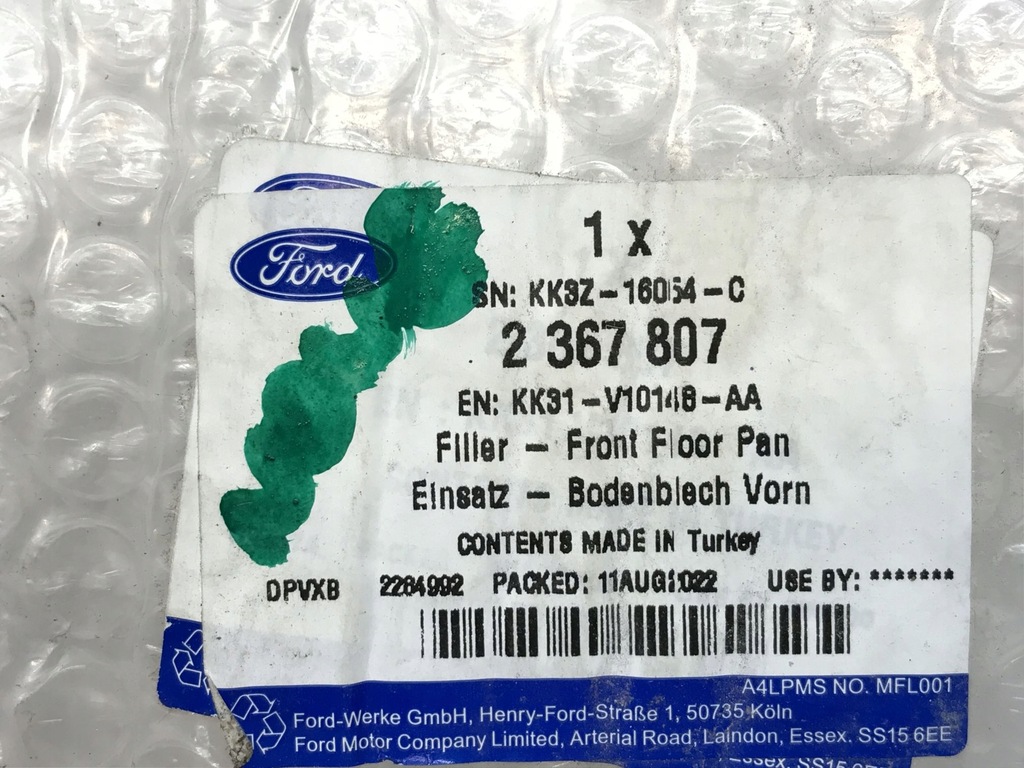 Ford
1 x
SN: KK3Z-16054-C
2 367 807
EN: KK31-V10148-AA
Filler - Front Floor Pan
Einsatz - Bodenblech Vorn
CONTENTS MADE IN Turkey
DPVXB 2264992 PACKED: 11AUG2022 USE BY: *******
A4LPMS NO. MFL001
Ford-Werke GmbH, Henry-Ford-Straße 1, 50735 Köln
Ford Motor Company Limited, Arterial Road, Laindon, Essex. SS15 6EE